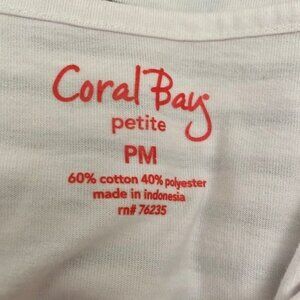 Coral Bay
petite
PM
60% cotton 40% polyester
made in indonesia
rn# 76235